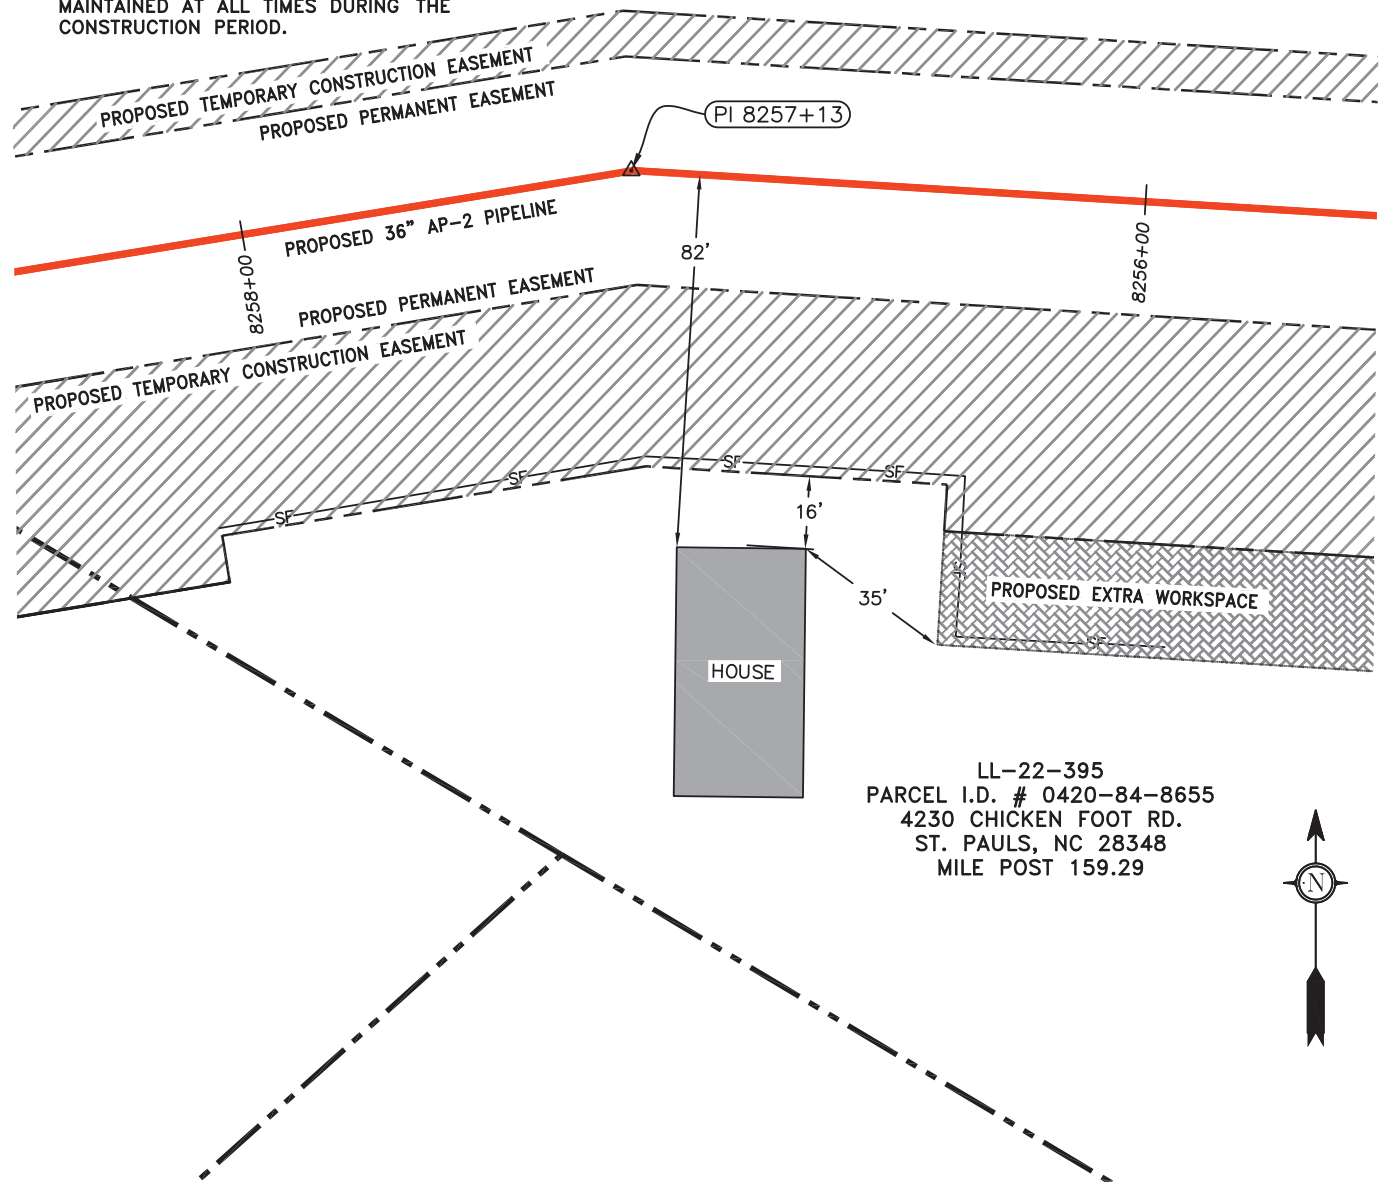 MAINTAINED AT ALL TIMES DURING THE
CONSTRUCTION PERIOD.
PROPOSED TEMPORARY CONSTRUCTION EASEMENT
PROPOSED PERMANENT EASEMENT
PI 8257+13
PROPOSED 36" AP-2 PIPELINE
82'
8258+00
8256+00
PROPOSED PERMANENT EASEMENT
PROPOSED TEMPORARY CONSTRUCTION EASEMENT
SF
SF
SF
SF
16'
SF
35'
PROPOSED EXTRA WORKSPACE
SF
HOUSE
LL-22-395
PARCEL I.D. # 0420-84-8655
4230 CHICKEN FOOT RD.
ST. PAULS, NC 28348
MILE POST 159.29
N